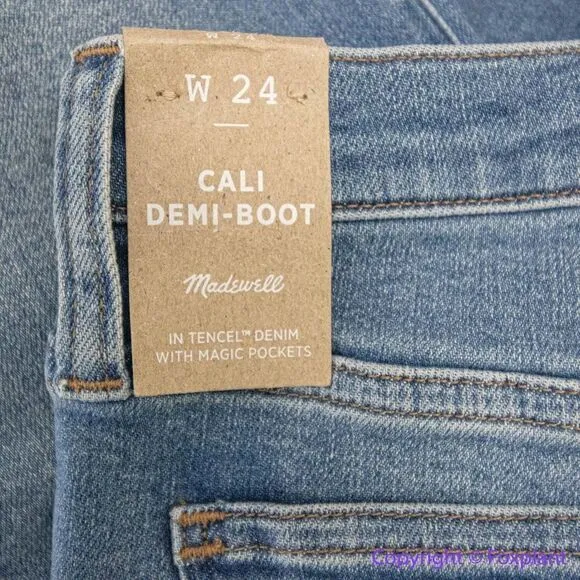 W 24
CALI
DEMI-BOOT
Madewell
IN TENCEL™ DENIM
WITH MAGIC POCKETS
Copyright © Foxplant